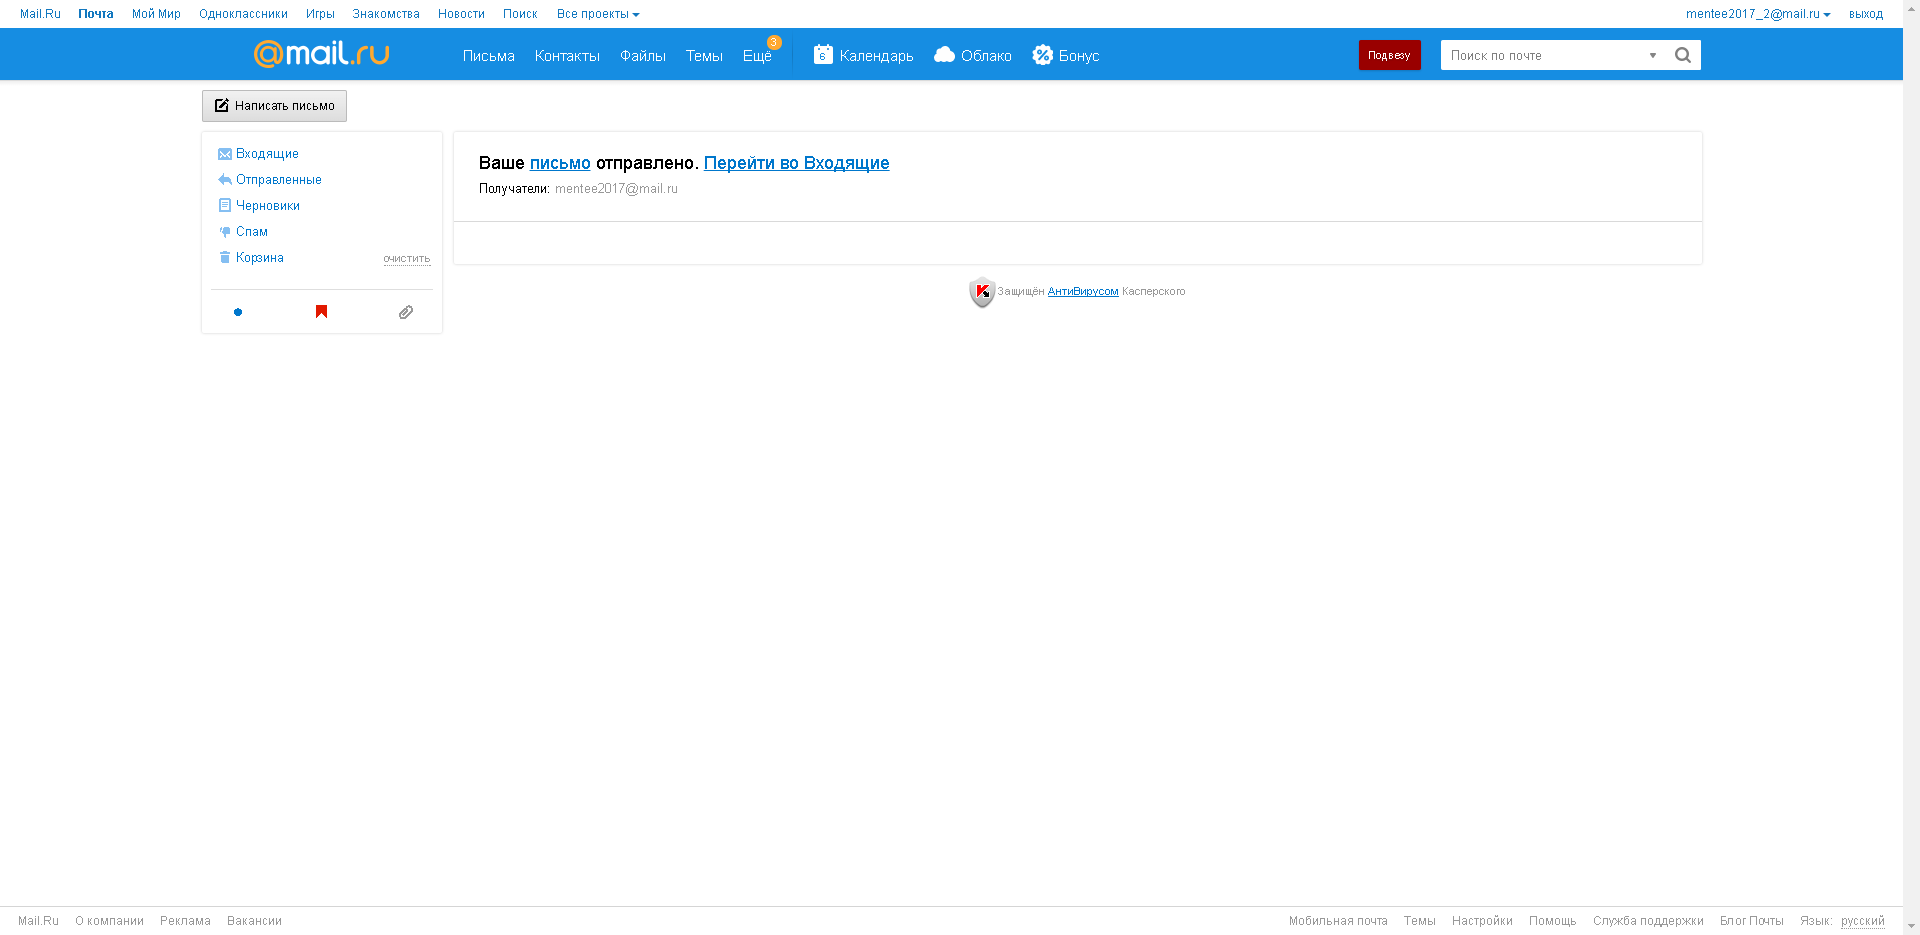 Mail.Ru Почта Мой Мир Одноклассники Игры Знакомства Новости Поиск Все проекты mentee2017_2@mail.ru выход
@mail.ru Письма Контакты Файлы Темы Ещё 3 6 Календарь Облако Бонус Подвезу Поиск по почте
Написать письмо
Входящие
Отправленные
Черновики
Спам
Корзина очистить
Ваше письмо отправлено. Перейти во Входящие
Получатели: mentee2017@mail.ru
Защищён АнтиВирусом Касперского
Mail.Ru О компании Реклама Вакансии Мобильная почта Темы Настройки Помощь Служба поддержки Блог Почты Язык: русский